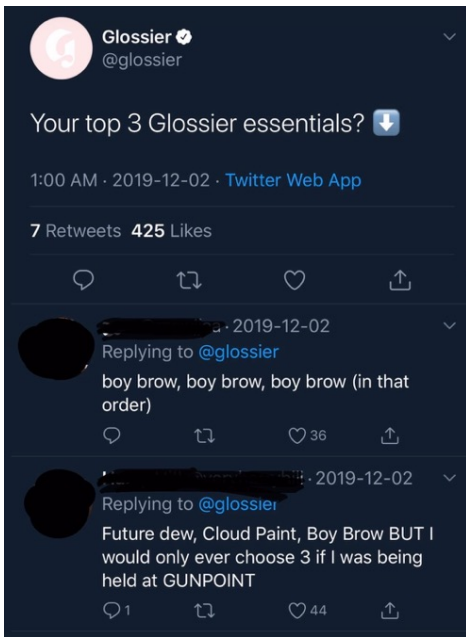 Glossier
@glossier
Your top 3 Glossier essentials? ⬇️
1:00 AM · 2019-12-02 · Twitter Web App
7 Retweets 425 Likes
· 2019-12-02
Replying to @glossier
boy brow, boy brow, boy brow (in that
order)
36
· 2019-12-02
Replying to @glossier
Future dew, Cloud Paint, Boy Brow BUT I
would only ever choose 3 if I was being
held at GUNPOINT
1 44